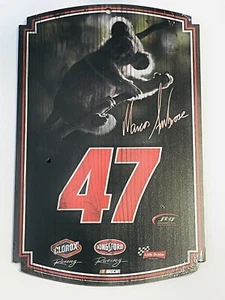 Marcos Ambrose
47
CLOROX
Racing
KINGSFORD
Racing
NASCAR